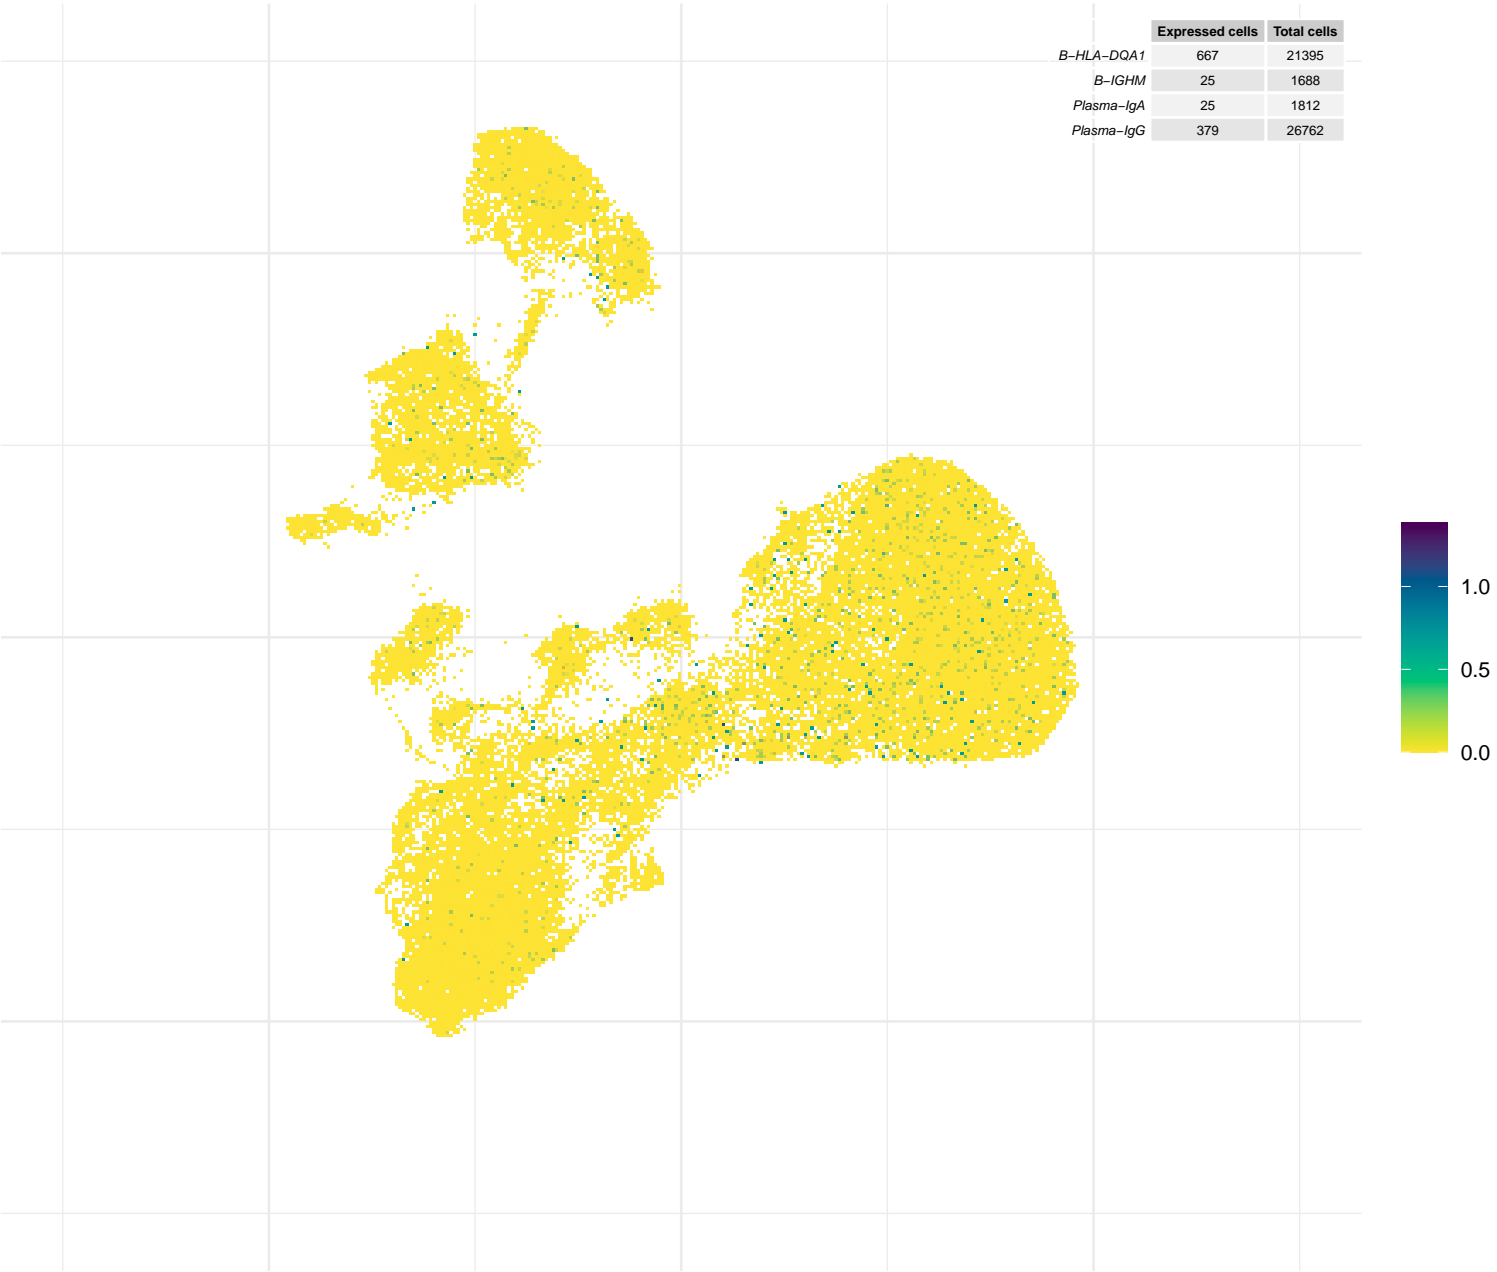 Expressed cells Total cells
B−HLA−DQA1 667 21395
B−IGHM 25 1688
Plasma−IgA 25 1812
Plasma−IgG 379 26762
1.0
0.5
0.0